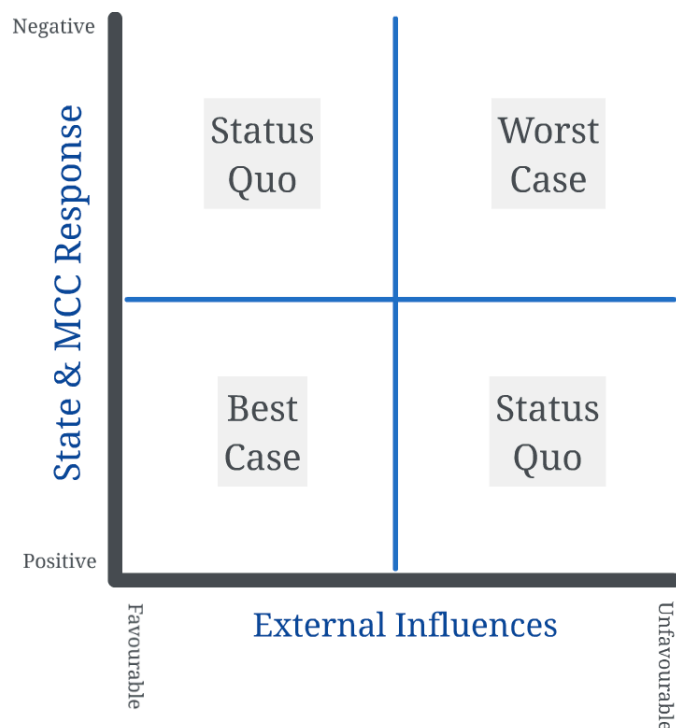 Negative
State & MCC Response
Status
Quo
Worst
Case
Best
Case
Status
Quo
Positive
Favourable
External Influences
Unfavourable